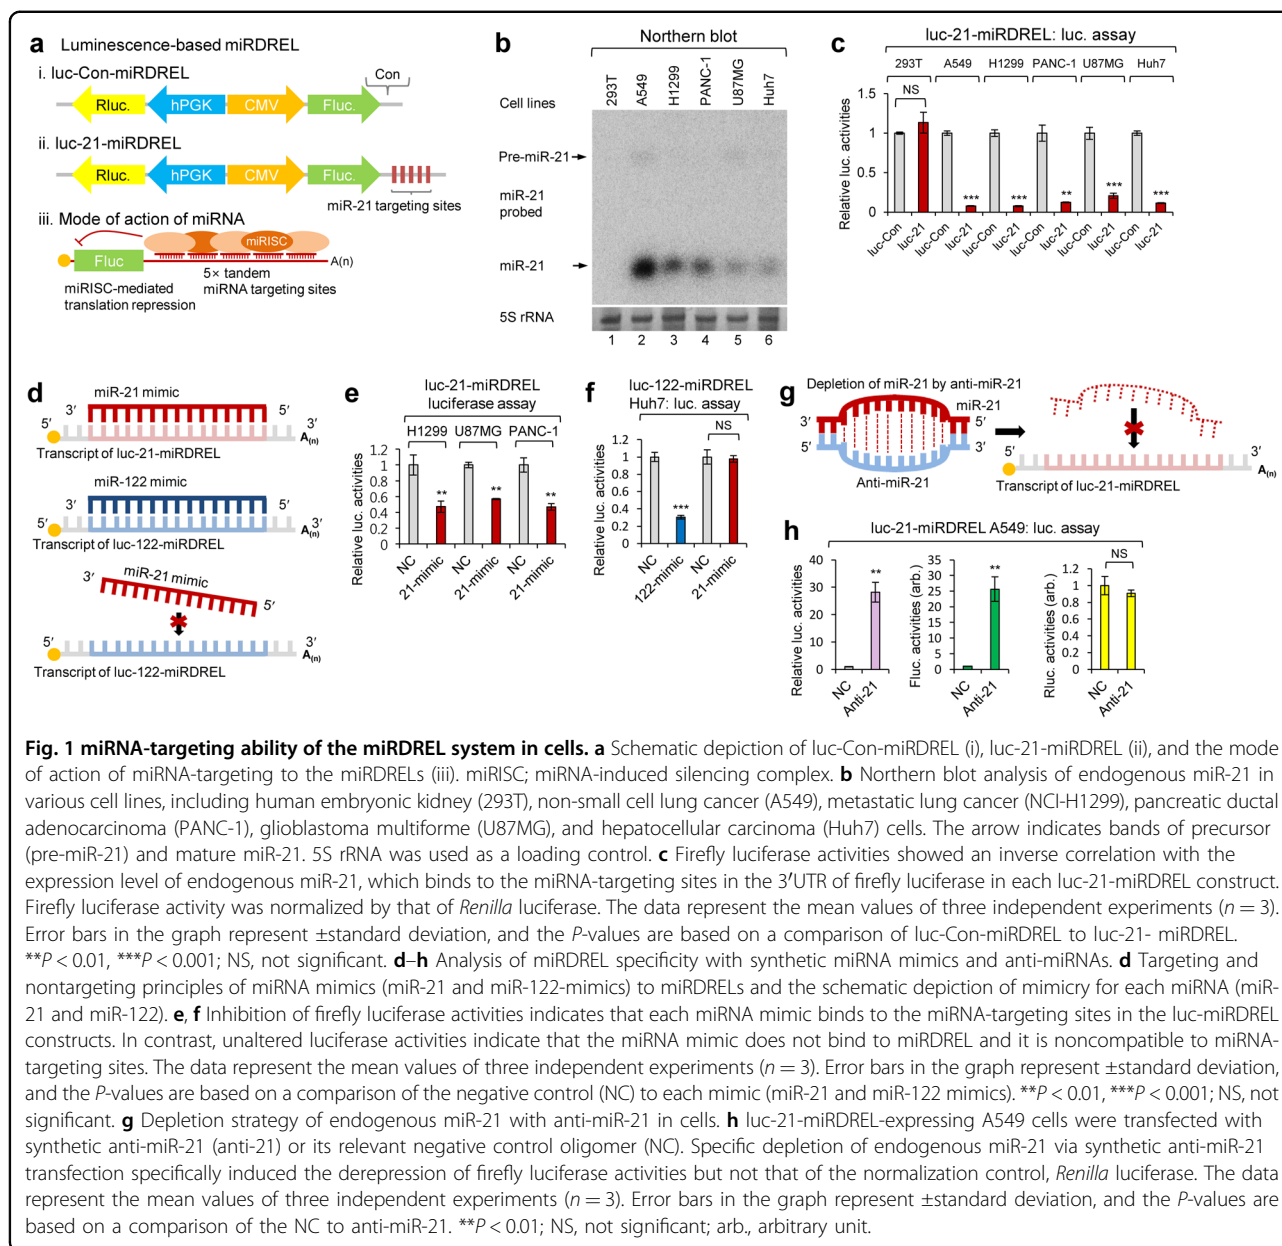 a
Luminescence-based miRDREL
i. luc-Con-miRDREL
Con
Rluc.
hPGK
CMV
Fluc.
ii. luc-21-miRDREL
Rluc.
hPGK
CMV
Fluc.
miR-21 targeting sites
iii. Mode of action of miRNA
miRISC
Fluc
A(n)
5× tandem
miRNA targeting sites
miRISC-mediated
translation repression
b
Northern blot
Cell lines
293T
A549
H1299
PANC-1
U87MG
Huh7
Pre-miR-21
miR-21
probed
miR-21
5S rRNA
1 2 3 4 5 6
c
luc-21-miRDREL: luc. assay
293T A549 H1299 PANC-1 U87MG Huh7
Relative luc. activities
1.5
1
0.5
0
NS
***
***
**
***
***
luc-Con
luc-21
luc-Con
luc-21
luc-Con
luc-21
luc-Con
luc-21
luc-Con
luc-21
luc-Con
luc-21
d
miR-21 mimic
3′ 5′
5′ 3′
A(n)
Transcript of luc-21-miRDREL
miR-122 mimic
3′ 5′
5′ 3′
A(n)
Transcript of luc-122-miRDREL
miR-21 mimic
3′ 5′
5′ 3′
A(n)
Transcript of luc-122-miRDREL
e
luc-21-miRDREL
luciferase assay
H1299 U87MG PANC-1
Relative luc. activities
1.2
1
0.8
0.6
0.4
0.2
0
**
**
**
NC
21-mimic
NC
21-mimic
NC
21-mimic
f
luc-122-miRDREL
Huh7: luc. assay
NS
Relative luc. activities
1.2
1
0.8
0.6
0.4
0.2
0
***
NC
122-mimic
NC
21-mimic
g
Depletion of miR-21 by anti-miR-21
miR-21
3′ 5′
5′ 3′
Anti-miR-21
5′ 3′
A(n)
Transcript of luc-21-miRDREL
h
luc-21-miRDREL A549: luc. assay
Relative luc. activities
40
30
20
10
0
**
NC
Anti-21
Fluc. activities (arb.)
35
30
25
20
15
10
5
0
**
NC
Anti-21
Rluc. activities (arb.)
1.2
1
0.8
0.6
0.4
0.2
0
NS
NC
Anti-21
Fig. 1 miRNA-targeting ability of the miRDREL system in cells. a Schematic depiction of luc-Con-miRDREL (i), luc-21-miRDREL (ii), and the mode
of action of miRNA-targeting to the miRDRELs (iii). miRISC; miRNA-induced silencing complex. b Northern blot analysis of endogenous miR-21 in
various cell lines, including human embryonic kidney (293T), non-small cell lung cancer (A549), metastatic lung cancer (NCI-H1299), pancreatic ductal
adenocarcinoma (PANC-1), glioblastoma multiforme (U87MG), and hepatocellular carcinoma (Huh7) cells. The arrow indicates bands of precursor
(pre-miR-21) and mature miR-21. 5S rRNA was used as a loading control. c Firefly luciferase activities showed an inverse correlation with the
expression level of endogenous miR-21, which binds to the miRNA-targeting sites in the 3′UTR of firefly luciferase in each luc-21-miRDREL construct.
Firefly luciferase activity was normalized by that of Renilla luciferase. The data represent the mean values of three independent experiments (n = 3).
Error bars in the graph represent ±standard deviation, and the P-values are based on a comparison of luc-Con-miRDREL to luc-21- miRDREL.
**P < 0.01, ***P < 0.001; NS, not significant. d–h Analysis of miRDREL specificity with synthetic miRNA mimics and anti-miRNAs. d Targeting and
nontargeting principles of miRNA mimics (miR-21 and miR-122-mimics) to miRDRELs and the schematic depiction of mimicry for each miRNA (miR-
21 and miR-122). e, f Inhibition of firefly luciferase activities indicates that each miRNA mimic binds to the miRNA-targeting sites in the luc-miRDREL
constructs. In contrast, unaltered luciferase activities indicate that the miRNA mimic does not bind to miRDREL and it is noncompatible to miRNA-
targeting sites. The data represent the mean values of three independent experiments (n = 3). Error bars in the graph represent ±standard deviation,
and the P-values are based on a comparison of the negative control (NC) to each mimic (miR-21 and miR-122 mimics). **P < 0.01, ***P < 0.001; NS, not
significant. g Depletion strategy of endogenous miR-21 with anti-miR-21 in cells. h luc-21-miRDREL-expressing A549 cells were transfected with
synthetic anti-miR-21 (anti-21) or its relevant negative control oligomer (NC). Specific depletion of endogenous miR-21 via synthetic anti-miR-21
transfection specifically induced the derepression of firefly luciferase activities but not that of the normalization control, Renilla luciferase. The data
represent the mean values of three independent experiments (n = 3). Error bars in the graph represent ±standard deviation, and the P-values are
based on a comparison of the NC to anti-miR-21. **P < 0.01; NS, not significant; arb., arbitrary unit.